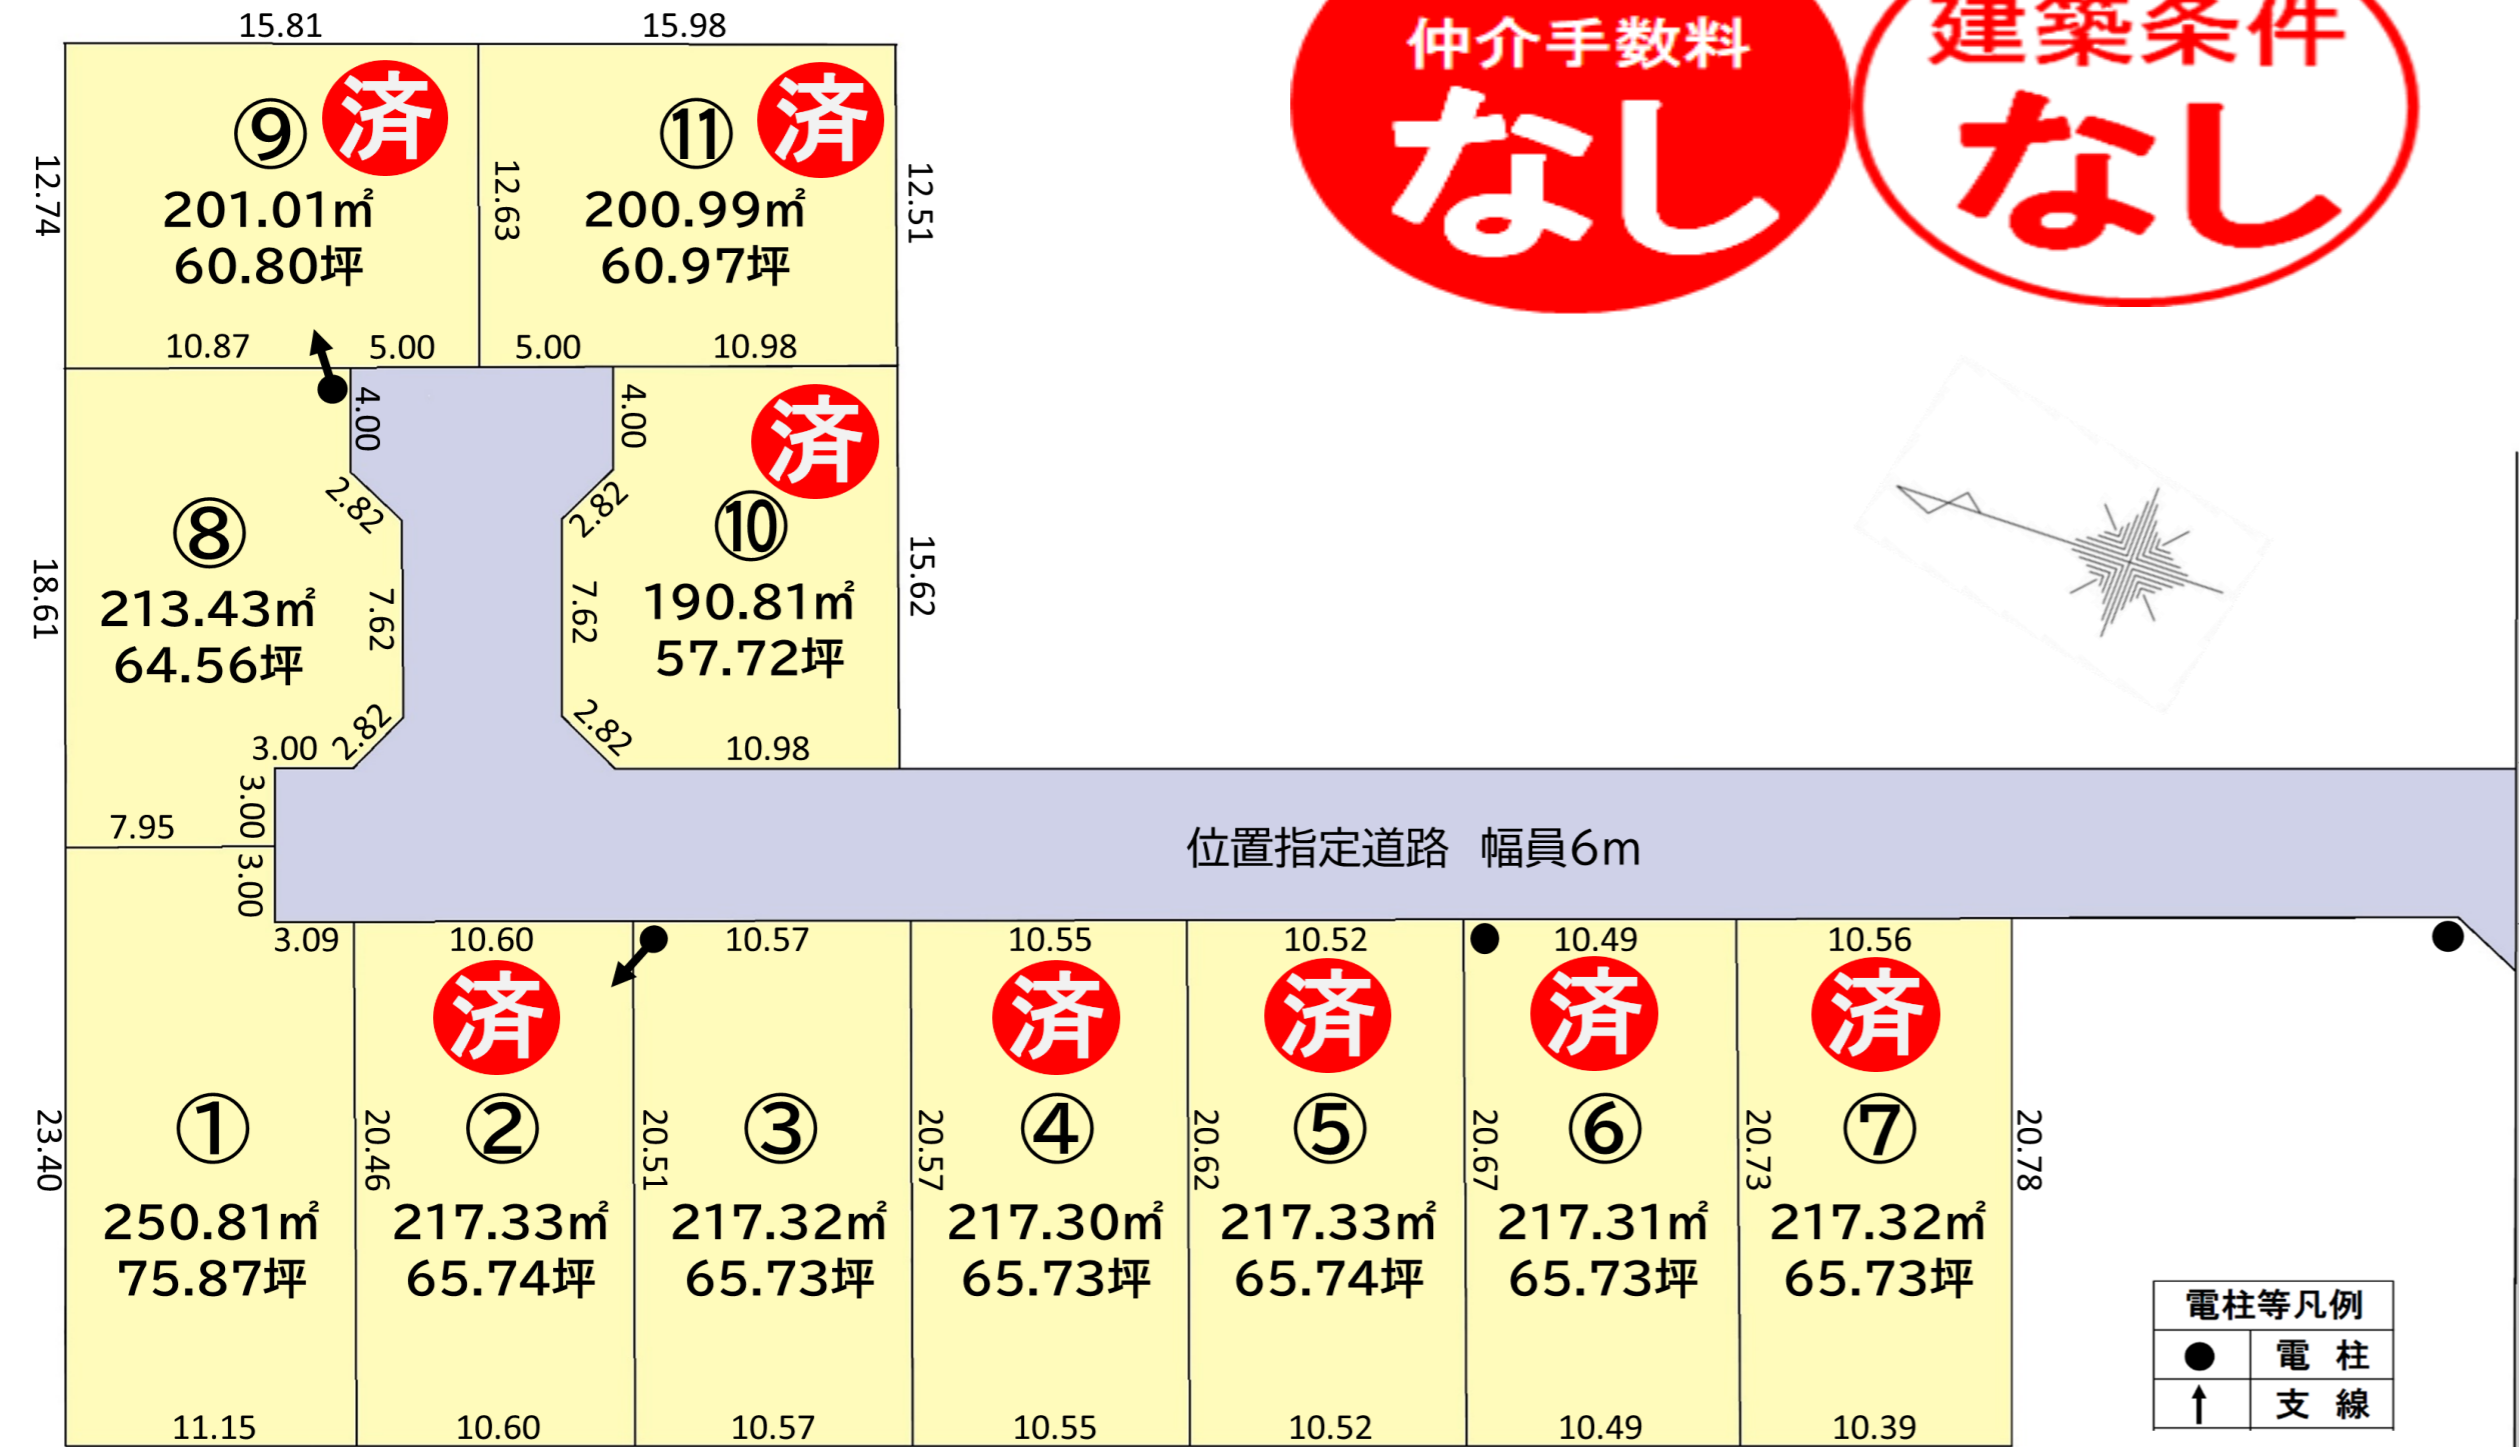 15.81
15.98
仲介手数料
なし
建築条件
なし
⑨
済
201.01㎡
60.80坪
12.74
12.63
10.87
5.00
⑪
済
200.99㎡
60.97坪
12.51
5.00
10.98
4.00
4.00
2.82
2.82
⑧
213.43㎡
64.56坪
18.61
7.62
2.82
3.00
3.00
7.95
済
⑩
190.81㎡
57.72坪
15.62
7.62
2.82
10.98
位置指定道路 幅員6m
3.00
3.09
10.60
10.57
10.55
10.52
10.49
10.56
済
済
済
済
済
①
②
③
④
⑤
⑥
⑦
23.40
20.46
20.51
20.57
20.62
20.67
20.73
20.78
250.81㎡
75.87坪
217.33㎡
65.74坪
217.32㎡
65.73坪
217.30㎡
65.73坪
217.33㎡
65.74坪
217.31㎡
65.73坪
217.32㎡
65.73坪
11.15
10.60
10.57
10.55
10.52
10.49
10.39
電柱等凡例
● 電 柱
↑ 支 線